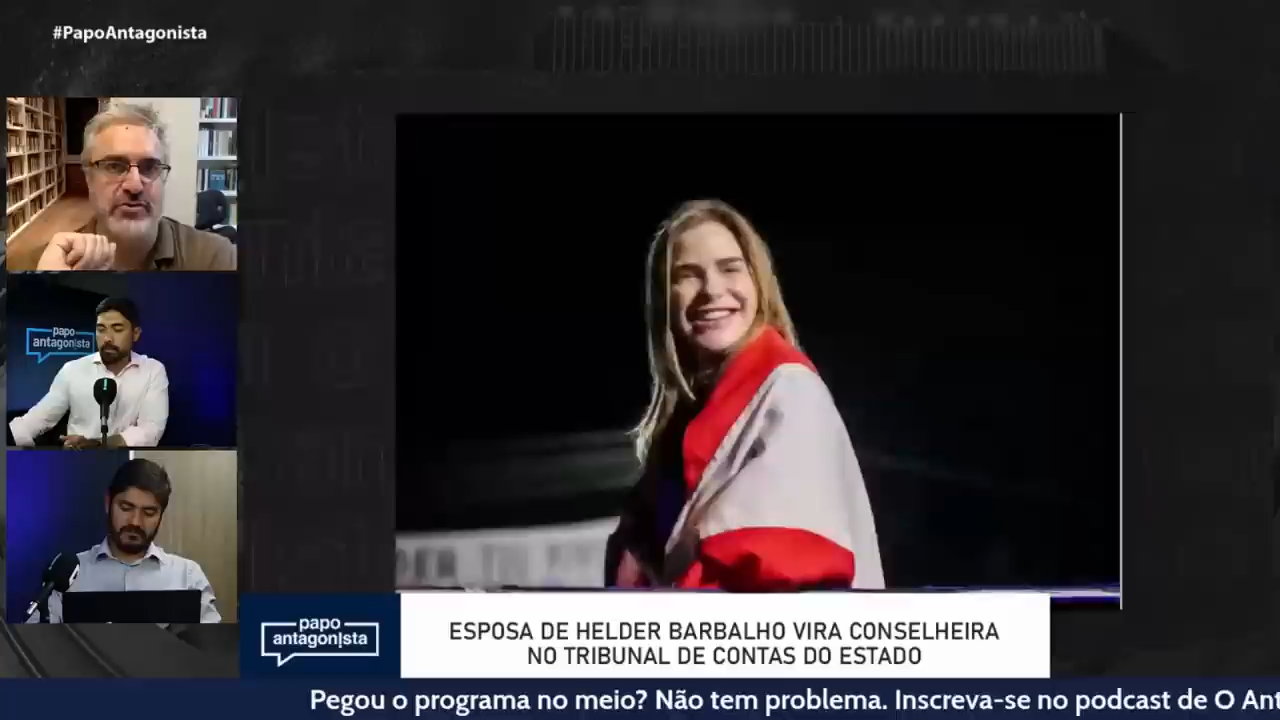 #PapoAntagonista
papo
antagonista
papo
antagonista
ESPOSA DE HELDER BARBALHO VIRA CONSELHEIRA
NO TRIBUNAL DE CONTAS DO ESTADO
Pegou o programa no meio? Não tem problema. Inscreva-se no podcast de O Ant